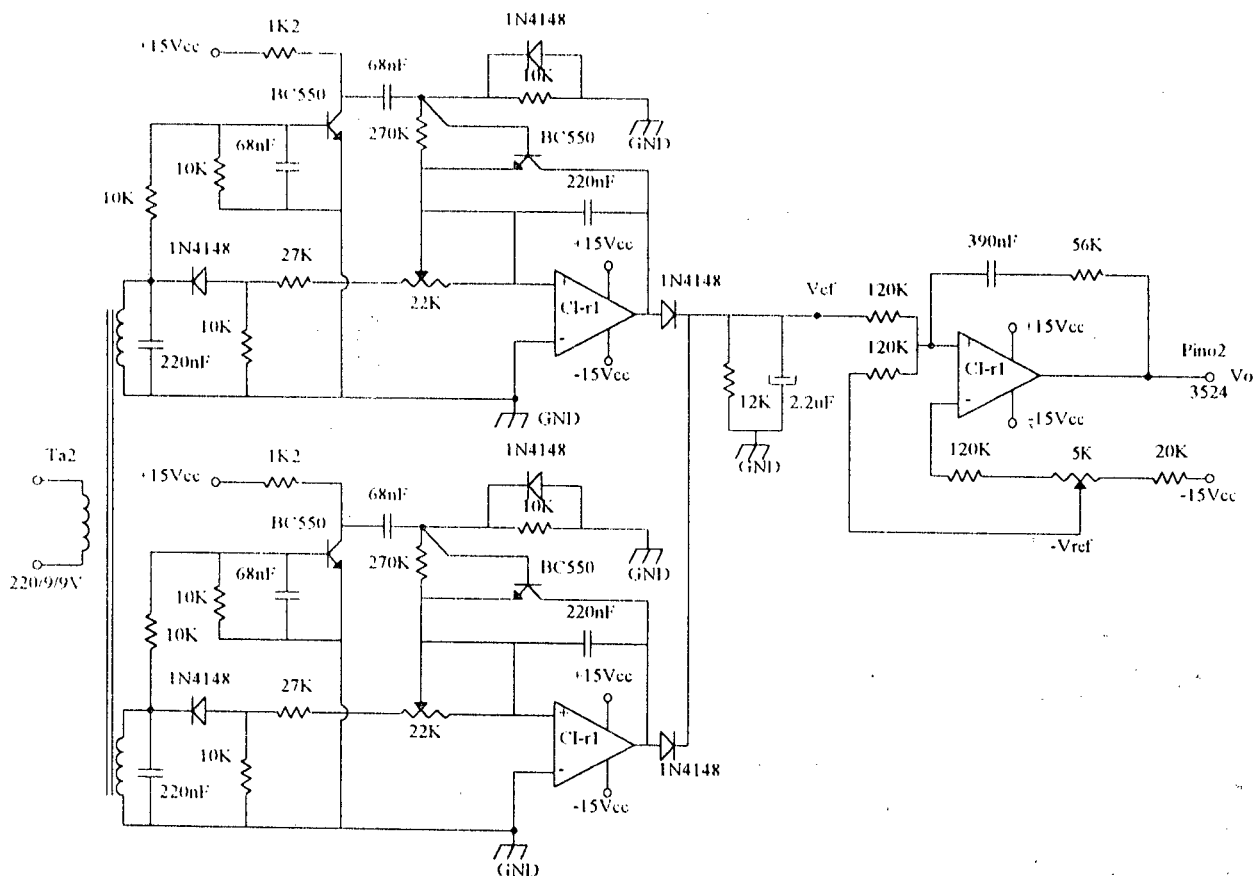 1N4148
1K2
+15Vcc
68nF
10K
BC550
270K
GND
BC550
68nF
10K
220nF
10K
+15Vcc
1N4148
27K
390nF
56K
1N4148
Vcf
120K
+
CI-r1
-
22K
10K
220nF
-15Vcc
120K
+15Vcc
+
CI-r1
-
Pino2
Vo
3524
12K
2.2uF
-15Vcc
GND
GND
120K
5K
20K
-15Vcc
-Vref
Ta2
220/9/9V
1N4148
1K2
+15Vcc
68nF
10K
BC550
270K
GND
BC550
68nF
10K
220nF
10K
+15Vcc
1N4148
27K
+
CI-r1
-
22K
10K
1N4148
220nF
-15Vcc
GND